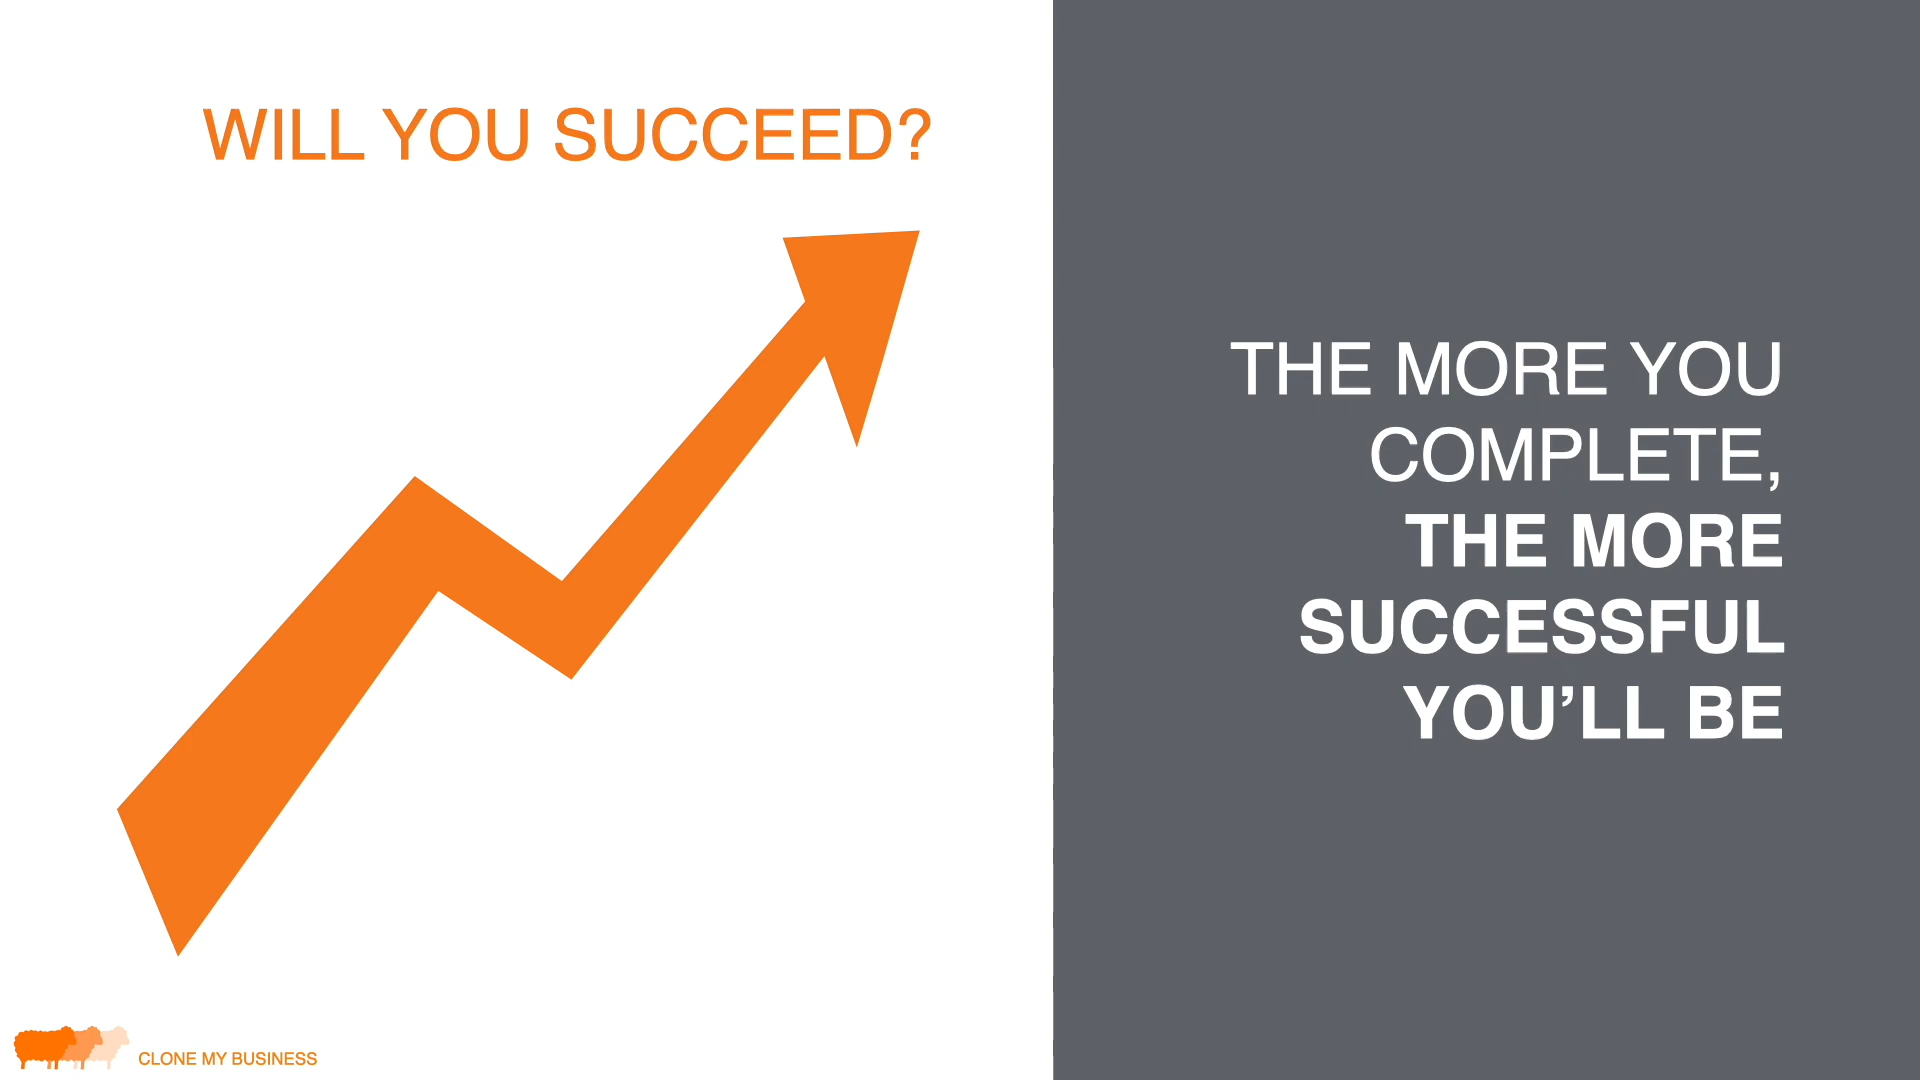 WILL YOU SUCCEED?
THE MORE YOU
COMPLETE,
THE MORE
SUCCESSFUL
YOU’LL BE
CLONE MY BUSINESS